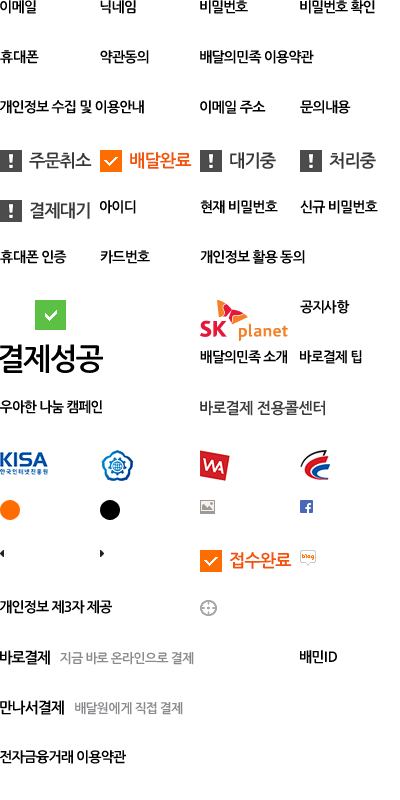 이메일 닉네임 비밀번호 비밀번호 확인
휴대폰 약관동의 배달의민족 이용약관
개인정보 수집 및 이용안내 이메일 주소 문의내용
주문취소 배달완료 대기중 처리중
결제대기 아이디 현재 비밀번호 신규 비밀번호
휴대폰 인증 카드번호 개인정보 활용 동의
공지사항
SK planet
결제성공
배달의민족 소개 바로결제 팁
우아한 나눔 캠페인 바로결제 전용콜센터
KISA WA
한국인터넷진흥원
f
접수완료 blog
개인정보 제3자 제공
바로결제 지금 바로 온라인으로 결제 배민ID
만나서결제 배달원에게 직접 결제
전자금융거래 이용약관